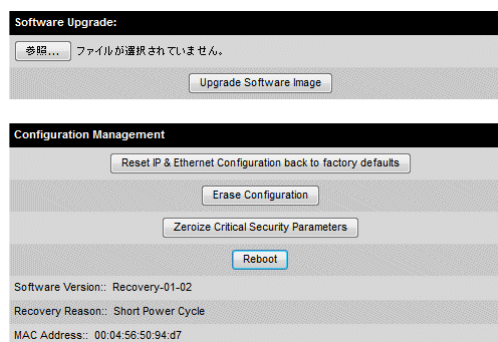 Software Upgrade:
参照... ファイルが選択されていません。
Upgrade Software Image
Configuration Management
Reset IP & Ethernet Configuration back to factory defaults
Erase Configuration
Zeroize Critical Security Parameters
Reboot
Software Version:: Recovery-01-02
Recovery Reason:: Short Power Cycle
MAC Address:: 00:04:56:50:94:d7